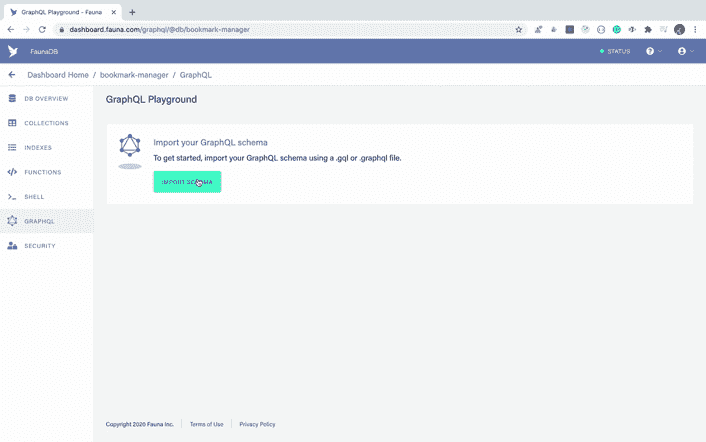 GraphQL Playground - Fauna
dashboard.fauna.com/graphql/@db/bookmark-manager
FaunaDB
STATUS
Dashboard Home / bookmark-manager / GraphQL
DB OVERVIEW
COLLECTIONS
INDEXES
FUNCTIONS
SHELL
GRAPHQL
SECURITY
GraphQL Playground
Import your GraphQL schema
To get started, import your GraphQL schema using a .gql or .graphql file.
IMPORT SCHEMA
Copyright 2020 Fauna Inc.
Terms of Use
Privacy Policy